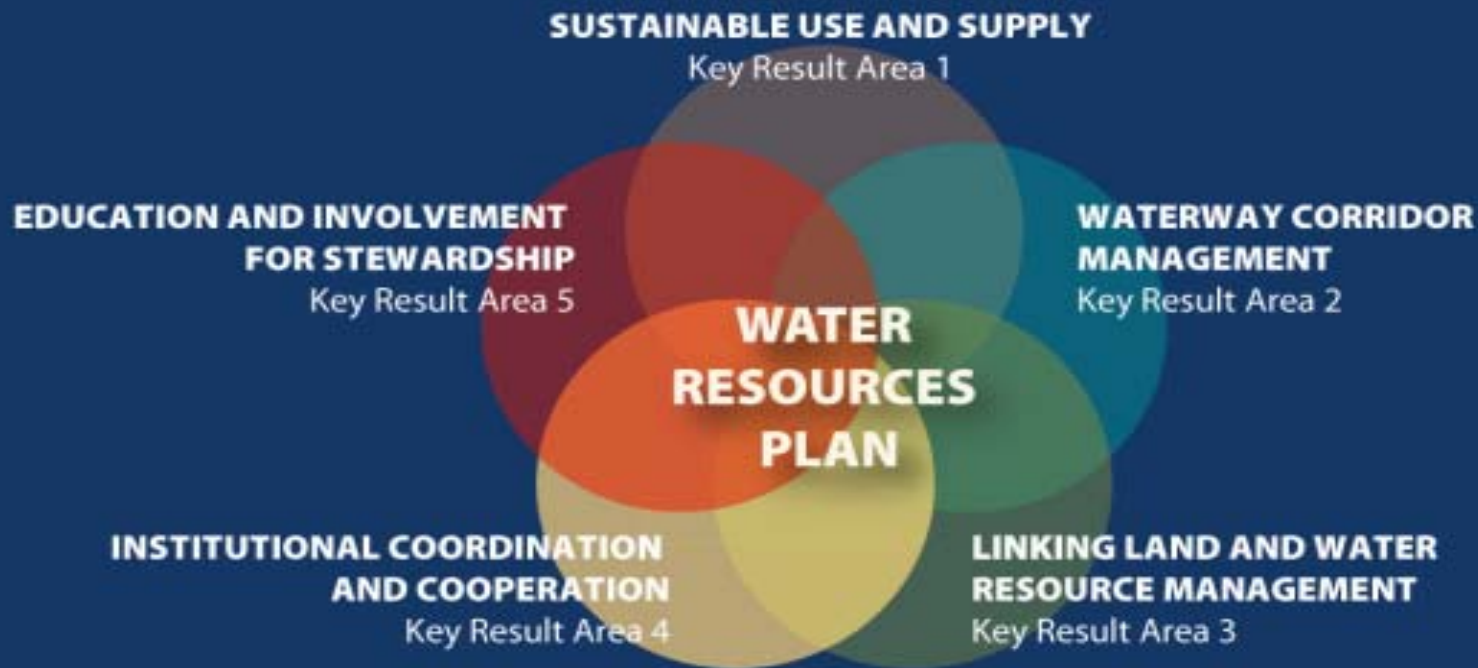 SUSTAINABLE USE AND SUPPLY
Key Result Area 1
EDUCATION AND INVOLVEMENT
FOR STEWARDSHIP
Key Result Area 5
WATERWAY CORRIDOR
MANAGEMENT
Key Result Area 2
WATER
RESOURCES
PLAN
INSTITUTIONAL COORDINATION
AND COOPERATION
Key Result Area 4
LINKING LAND AND WATER
RESOURCE MANAGEMENT
Key Result Area 3